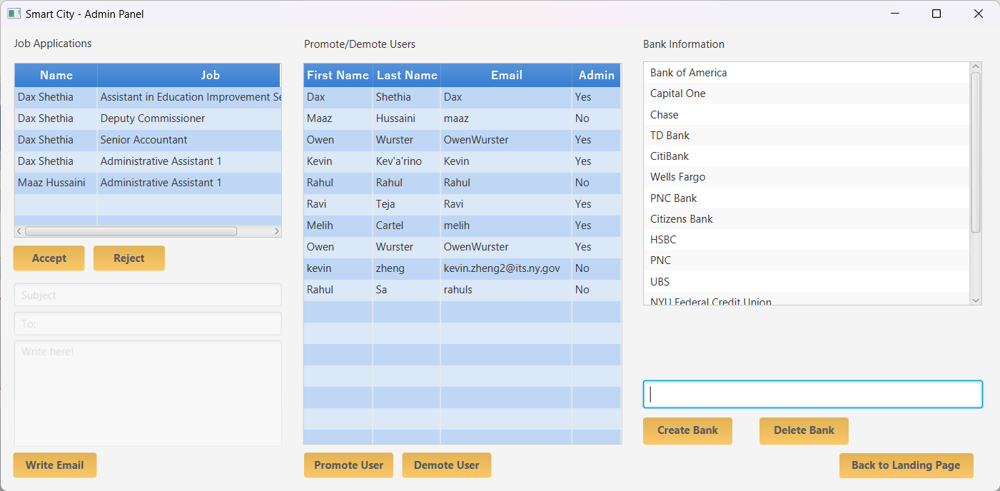 Smart City - Admin Panel
Job Applications
Name Job
Dax Shethia Assistant in Education Improvement Se
Dax Shethia Deputy Commissioner
Dax Shethia Senior Accountant
Dax Shethia Administrative Assistant 1
Maaz Hussaini Administrative Assistant 1
Accept Reject
Subject
To:
Write here!
Write Email
Promote/Demote Users
First Name Last Name Email Admin
Dax Shethia Dax Yes
Maaz Hussaini maaz No
Owen Wurster OwenWurster Yes
Kevin Kev'a'rino Kevin Yes
Rahul Rahul Rahul No
Ravi Teja Ravi Yes
Melih Cartel melih Yes
Owen Wurster OwenWurster Yes
kevin zheng kevin.zheng2@its.ny.gov No
Rahul Sa rahuls No
Promote User Demote User
Bank Information
Bank of America
Capital One
Chase
TD Bank
CitiBank
Wells Fargo
PNC Bank
Citizens Bank
HSBC
PNC
UBS
NYU Federal Credit Union
Create Bank Delete Bank
Back to Landing Page